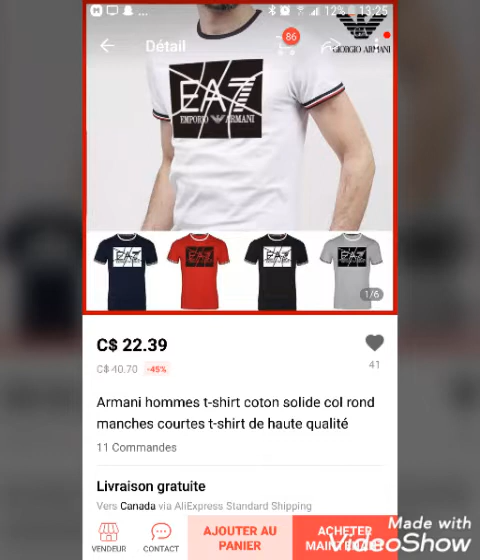 12% 13:25
Détail
86
GIORGIO ARMANI
EA7
EMPORIO ARMANI
1/6
C$ 22.39
C$ 40.70 -45%
41
Armani hommes t-shirt coton solide col rond
manches courtes t-shirt de haute qualité
11 Commandes
Livraison gratuite
Vers Canada via AliExpress Standard Shipping
VENDEUR
CONTACT
AJOUTER AU
PANIER
ACHETER
Made with
VideoShow